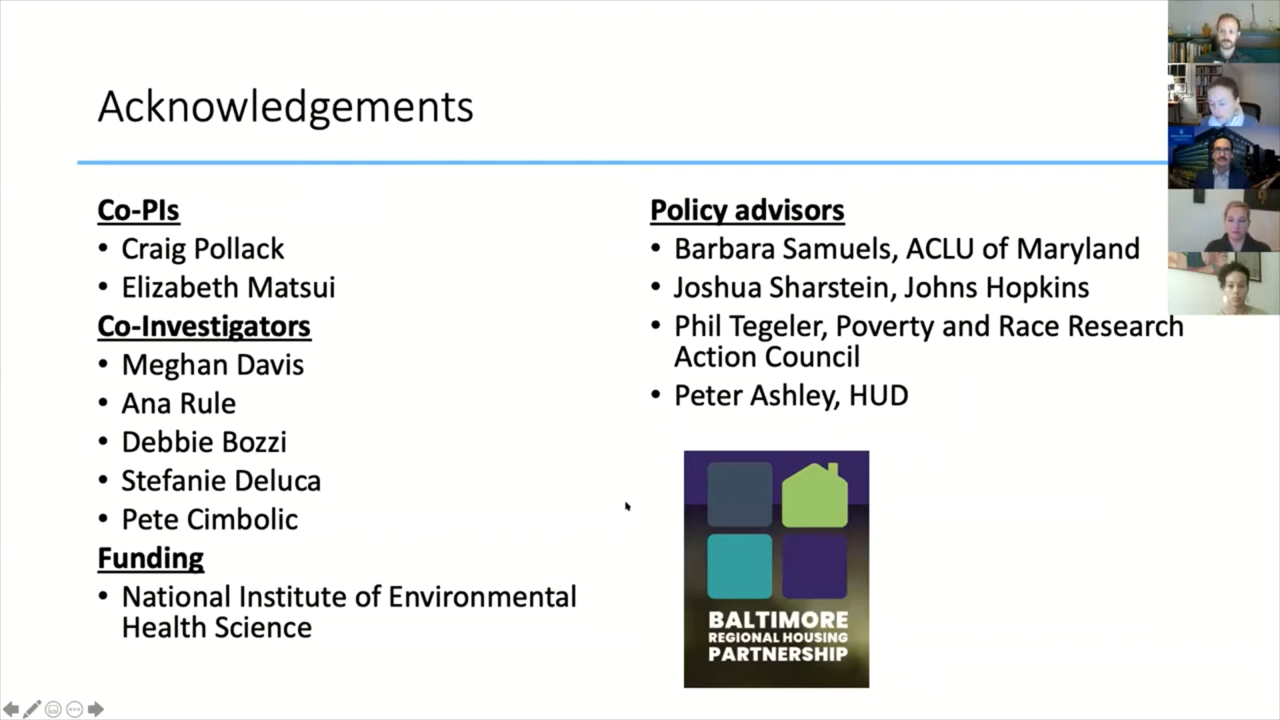 Acknowledgements
Co-PIs
• Craig Pollack
• Elizabeth Matsui
Co-Investigators
• Meghan Davis
• Ana Rule
• Debbie Bozzi
• Stefanie Deluca
• Pete Cimbolic
Funding
• National Institute of Environmental
Health Science
Policy advisors
• Barbara Samuels, ACLU of Maryland
• Joshua Sharstein, Johns Hopkins
• Phil Tegeler, Poverty and Race Research
Action Council
• Peter Ashley, HUD
BALTIMORE
REGIONAL HOUSING
PARTNERSHIP